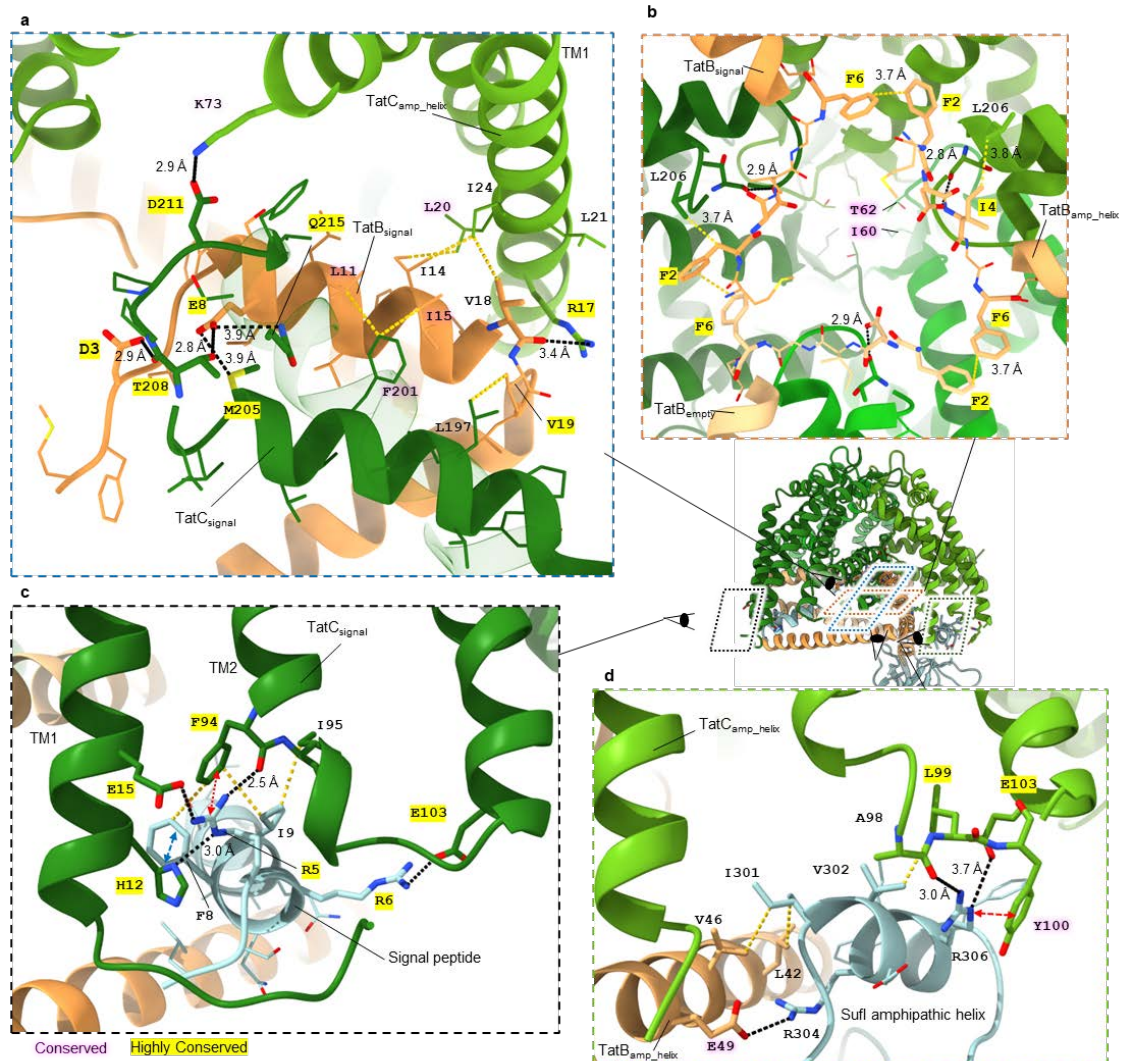 a
TM1
TatCamp_helix
K73
2.9 Å
D211
I24
L20
L21
Q215
TatBsignal
L11
I14
E8
V18
R17
I15
3.9 Å
D3
2.9 Å
2.8 Å
3.4 Å
3.9 Å
T208
F201
M205
L197
V19
TatCsignal
b
TatBsignal
F6
3.7 Å
F2
L206
2.8 Å
3.8 Å
2.9 Å
L206
T62
I4
TatBamp_helix
3.7 Å
I60
F2
F6
2.9 Å
F6
3.7 Å
TatBempty
F2
c
TatCsignal
TM2
F94
I95
TM1
2.5 Å
E15
E103
I9
3.0 Å
R5
H12
R6
F8
Signal peptide
Conserved Highly Conserved
d
TatCamp_helix
L99
E103
A98
I301
V302
3.7 Å
3.0 Å
V46
Y100
L42
R306
R304
SufI amphipathic helix
E49
TatBamp_helix